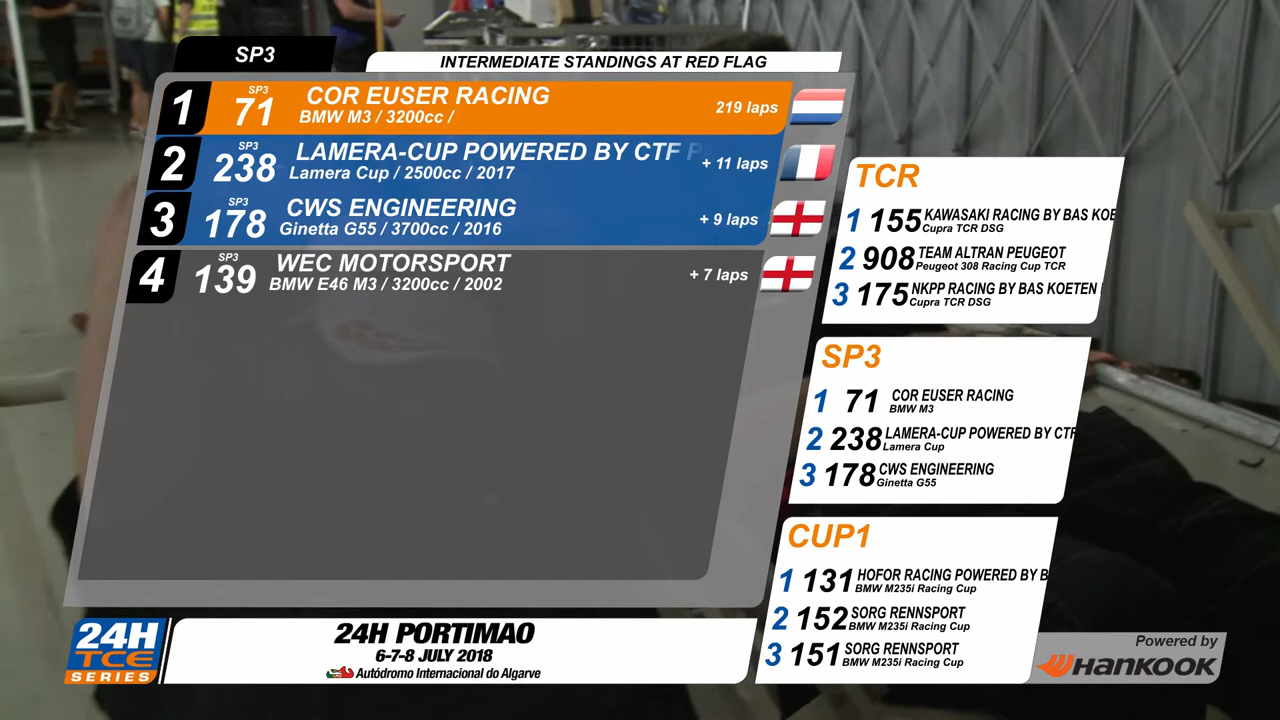 SP3
INTERMEDIATE STANDINGS AT RED FLAG
1 SP3 71 COR EUSER RACING 219 laps
BMW M3 / 3200cc /
2 SP3 238 LAMERA-CUP POWERED BY CTF P + 11 laps
Lamera Cup / 2500cc / 2017
3 SP3 178 CWS ENGINEERING + 9 laps
Ginetta G55 / 3700cc / 2016
4 SP3 139 WEC MOTORSPORT + 7 laps
BMW E46 M3 / 3200cc / 2002
TCR
1 155 KAWASAKI RACING BY BAS KOE
Cupra TCR DSG
2 908 TEAM ALTRAN PEUGEOT
Peugeot 308 Racing Cup TCR
3 175 NKPP RACING BY BAS KOETEN
Cupra TCR DSG
SP3
1 71 COR EUSER RACING
BMW M3
2 238 LAMERA-CUP POWERED BY CTF
Lamera Cup
3 178 CWS ENGINEERING
Ginetta G55
CUP1
1 131 HOFOR RACING POWERED BY B
BMW M235i Racing Cup
2 152 SORG RENNSPORT
BMW M235i Racing Cup
3 151 SORG RENNSPORT
BMW M235i Racing Cup
24H
TCE
SERIES
24H PORTIMAO
6-7-8 JULY 2018
Autódromo Internacional do Algarve
Powered by
HANKOOK